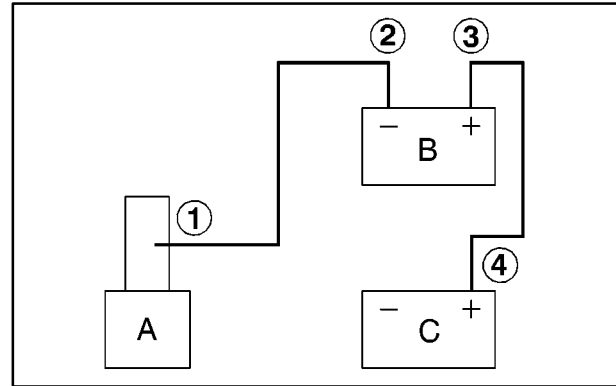 ② ③
− +
B
①
④
− +
A C